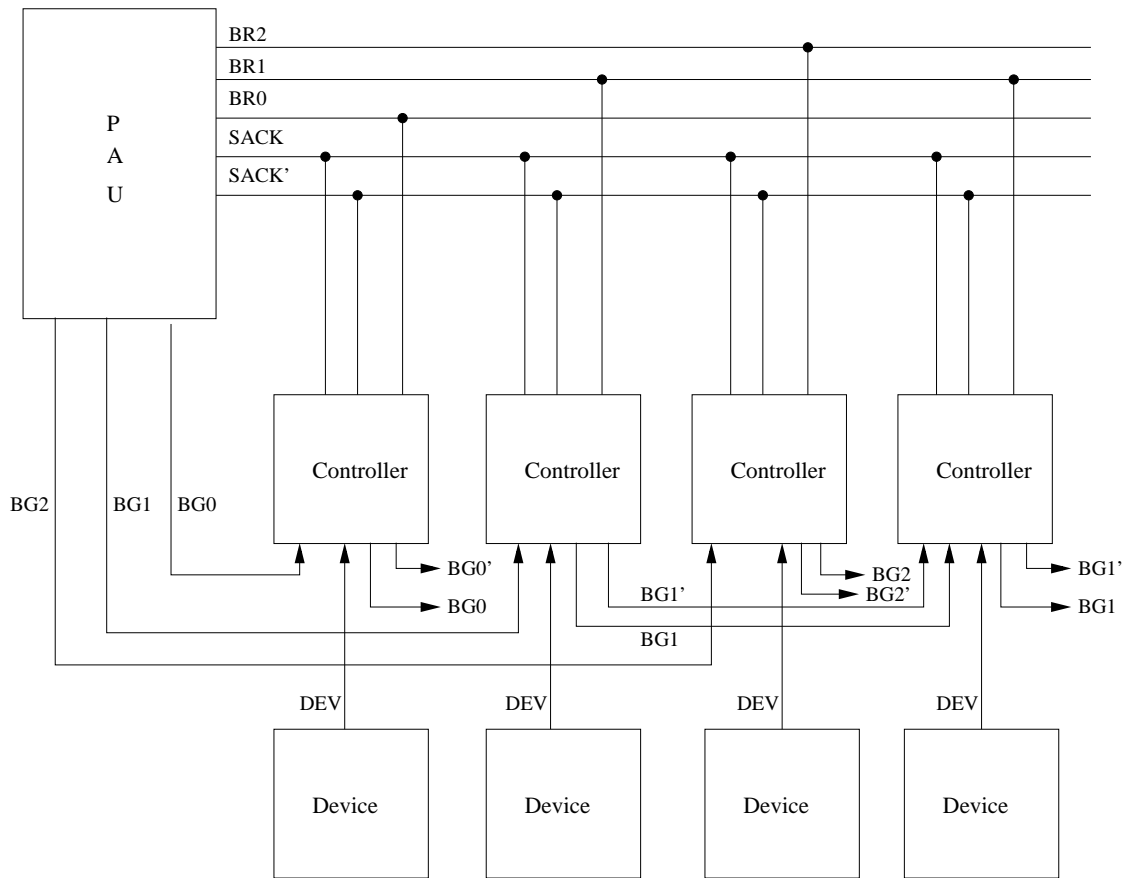 BR2
BR1
BR0
SACK
SACK'
P
A
U
Controller
Controller
Controller
Controller
BG2
BG1
BG0
BG0'
BG0
BG1'
BG1
BG2
BG2'
BG1'
BG1
DEV
DEV
DEV
DEV
Device
Device
Device
Device